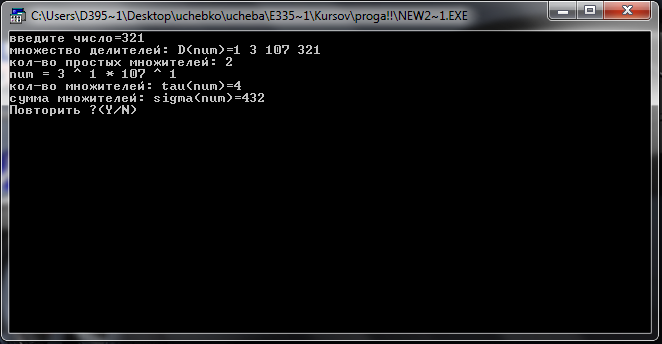 C:\Users\D395~1\Desktop\uchebko\ucheba\E335~1\Kursov\proga!!\NEW2~1.EXE
введите число=321
множество делителей: D(num)=1 3 107 321
кол-во простых множителей: 2
num = 3 ^ 1 * 107 ^ 1
кол-во множителей: tau(num)=4
сумма множителей: sigma(num)=432
Повторить ?(Y/N)